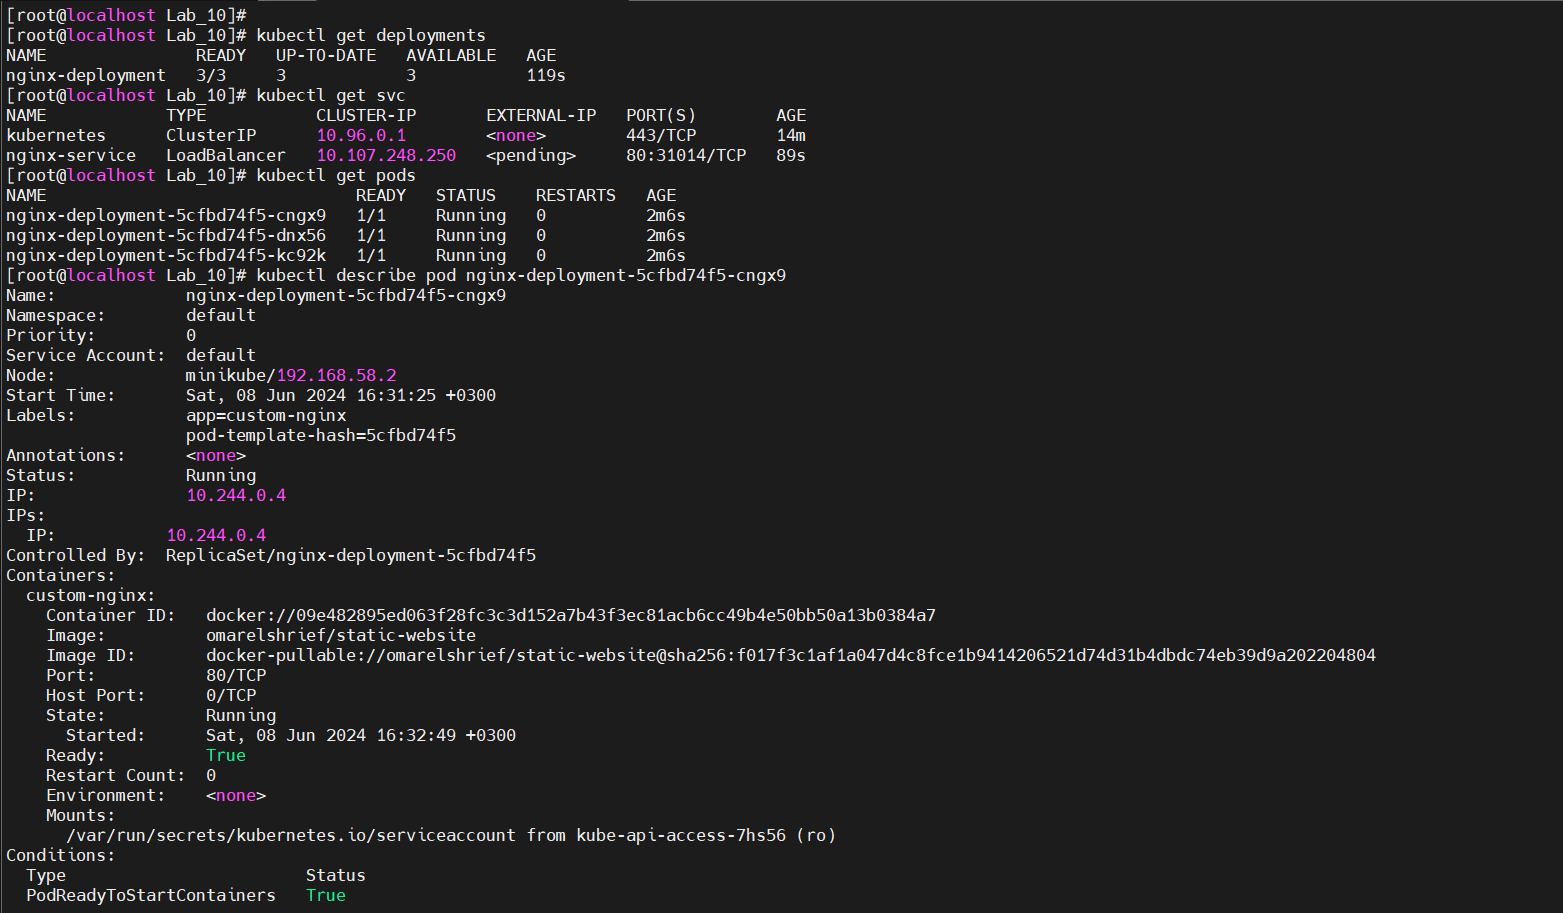 [root@localhost Lab_10]#
[root@localhost Lab_10]# kubectl get deployments
NAME               READY   UP-TO-DATE   AVAILABLE   AGE
nginx-deployment   3/3     3            3           119s
[root@localhost Lab_10]# kubectl get svc
NAME            TYPE           CLUSTER-IP       EXTERNAL-IP   PORT(S)        AGE
kubernetes      ClusterIP      10.96.0.1        <none>        443/TCP        14m
nginx-service   LoadBalancer   10.107.248.250   <pending>     80:31014/TCP   89s
[root@localhost Lab_10]# kubectl get pods
NAME                               READY   STATUS    RESTARTS   AGE
nginx-deployment-5cfbd74f5-cngx9   1/1     Running   0          2m6s
nginx-deployment-5cfbd74f5-dnx56   1/1     Running   0          2m6s
nginx-deployment-5cfbd74f5-kc92k   1/1     Running   0          2m6s
[root@localhost Lab_10]# kubectl describe pod nginx-deployment-5cfbd74f5-cngx9
Name:             nginx-deployment-5cfbd74f5-cngx9
Namespace:        default
Priority:         0
Service Account:  default
Node:             minikube/192.168.58.2
Start Time:       Sat, 08 Jun 2024 16:31:25 +0300
Labels:           app=custom-nginx
                  pod-template-hash=5cfbd74f5
Annotations:      <none>
Status:           Running
IP:               10.244.0.4
IPs:
  IP:           10.244.0.4
Controlled By:  ReplicaSet/nginx-deployment-5cfbd74f5
Containers:
  custom-nginx:
    Container ID:   docker://09e482895ed063f28fc3c3d152a7b43f3ec81acb6cc49b4e50bb50a13b0384a7
    Image:          omarelshrief/static-website
    Image ID:       docker-pullable://omarelshrief/static-website@sha256:f017f3c1af1a047d4c8fce1b9414206521d74d31b4dbdc74eb39d9a202204804
    Port:           80/TCP
    Host Port:      0/TCP
    State:          Running
      Started:      Sat, 08 Jun 2024 16:32:49 +0300
    Ready:          True
    Restart Count:  0
    Environment:    <none>
    Mounts:
      /var/run/secrets/kubernetes.io/serviceaccount from kube-api-access-7hs56 (ro)
Conditions:
  Type                        Status
  PodReadyToStartContainers   True